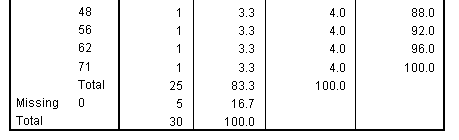 48 1 3.3 4.0 88.0
56 1 3.3 4.0 92.0
62 1 3.3 4.0 96.0
71 1 3.3 4.0 100.0
Total 25 83.3 100.0
Missing 0 5 16.7
Total 30 100.0